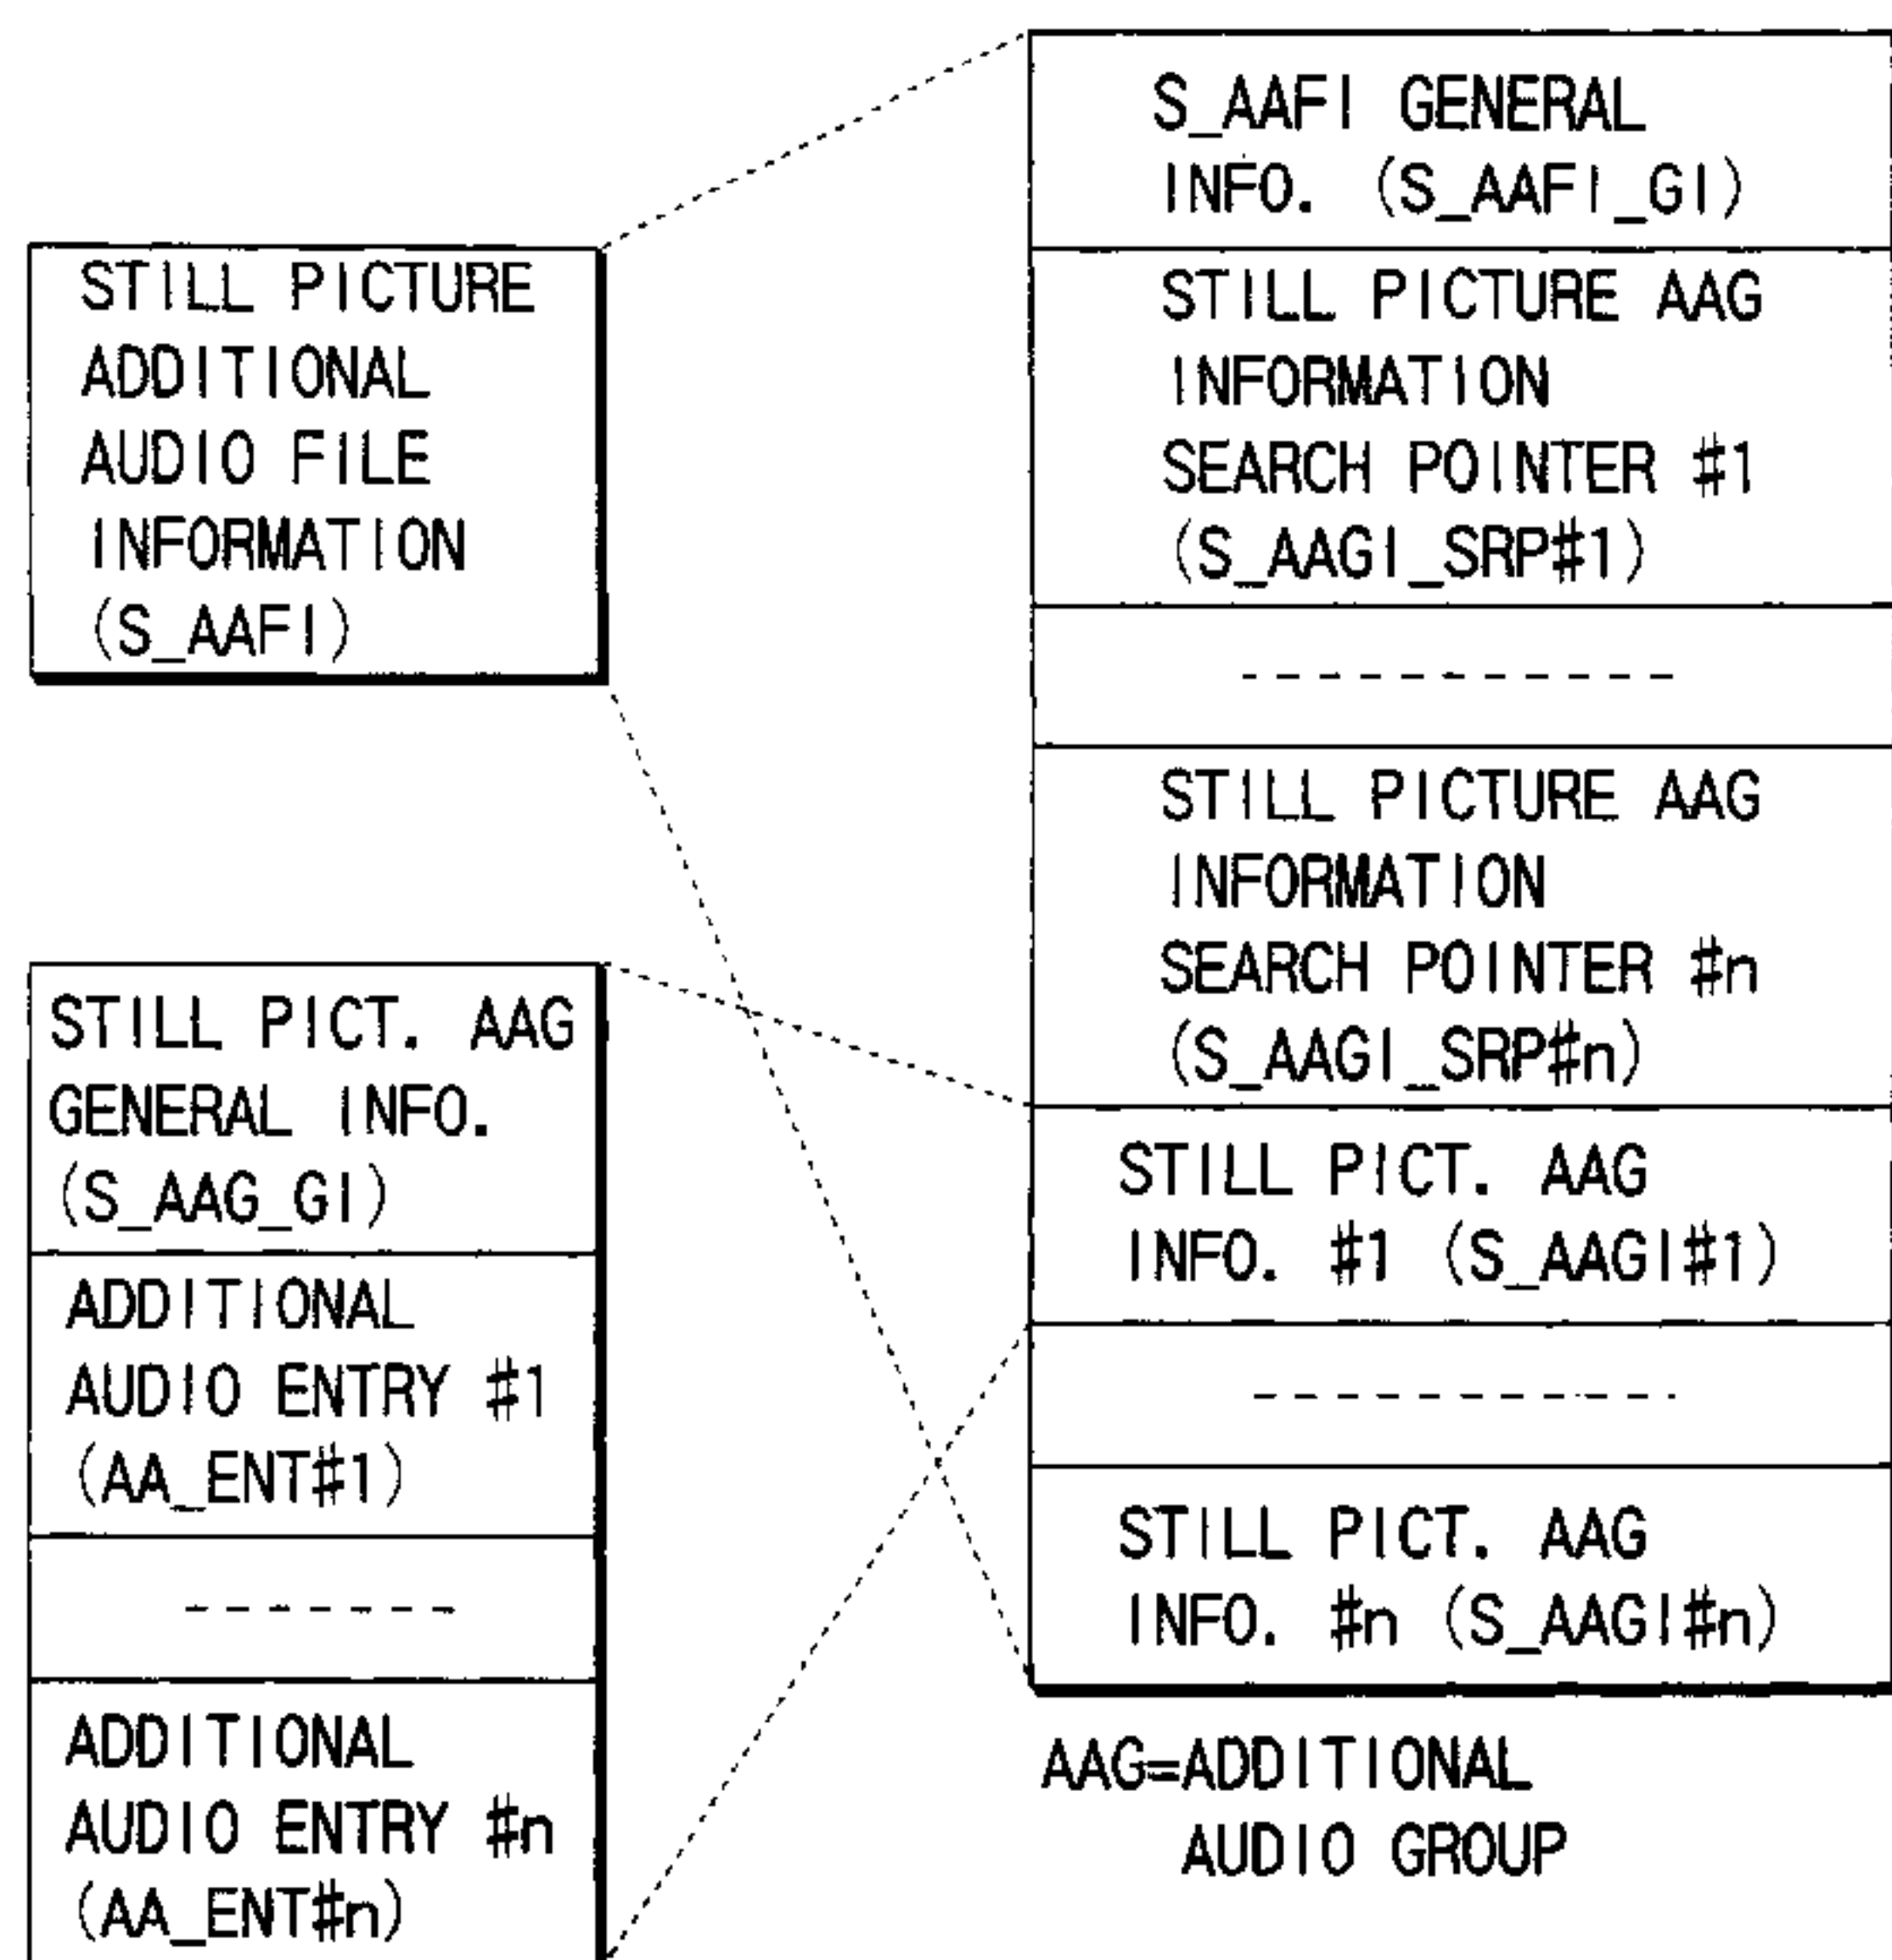 STILL PICTURE
ADDITIONAL
AUDIO FILE
INFORMATION
(S_AAFI)
S_AAFI GENERAL
INFO. (S_AAFI_GI)
STILL PICTURE AAG
INFORMATION
SEARCH POINTER #1
(S_AAGI_SRP#1)
STILL PICTURE AAG
INFORMATION
SEARCH POINTER #n
(S_AAGI_SRP#n)
STILL PICT. AAG
INFO. #1 (S_AAGI#1)
STILL PICT. AAG
INFO. #n (S_AAGI#n)
STILL PICT. AAG
GENERAL INFO.
(S_AAG_GI)
ADDITIONAL
AUDIO ENTRY #1
(AA_ENT#1)
ADDITIONAL
AUDIO ENTRY #n
(AA_ENT#n)
AAG=ADDITIONAL
AUDIO GROUP